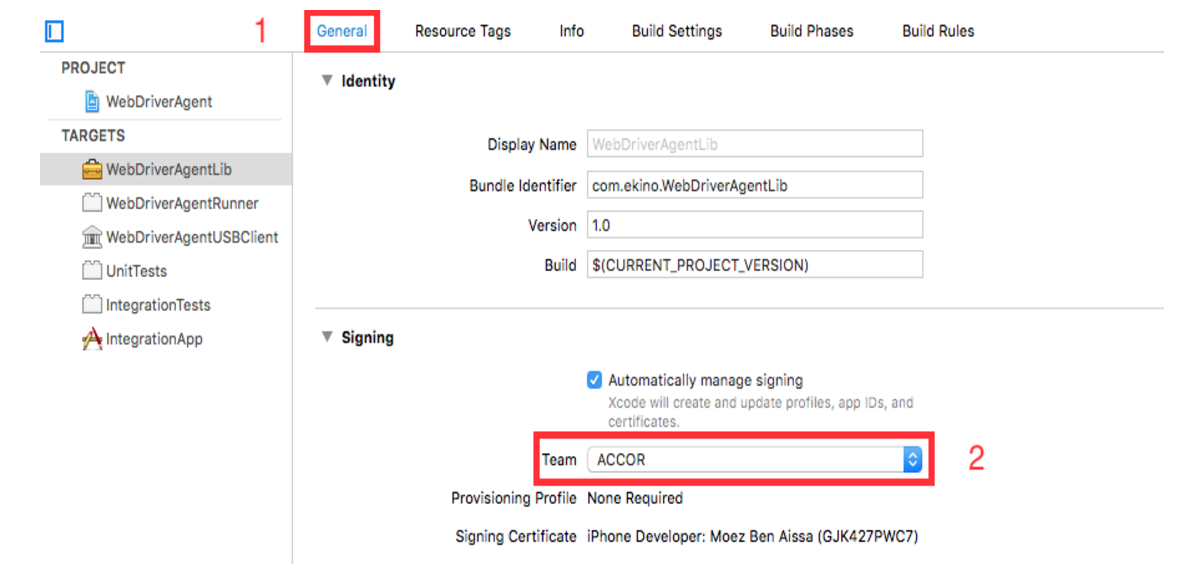 1
General Resource Tags Info Build Settings Build Phases Build Rules
PROJECT
WebDriverAgent
TARGETS
WebDriverAgentLib
WebDriverAgentRunner
WebDriverAgentUSBClient
UnitTests
IntegrationTests
IntegrationApp
Identity
Display Name WebDriverAgentLib
Bundle Identifier com.ekino.WebDriverAgentLib
Version 1.0
Build $(CURRENT_PROJECT_VERSION)
Signing
Automatically manage signing
Xcode will create and update profiles, app IDs, and
certificates.
Team ACCOR
2
Provisioning Profile None Required
Signing Certificate iPhone Developer: Moez Ben Aissa (GJK427PWC7)